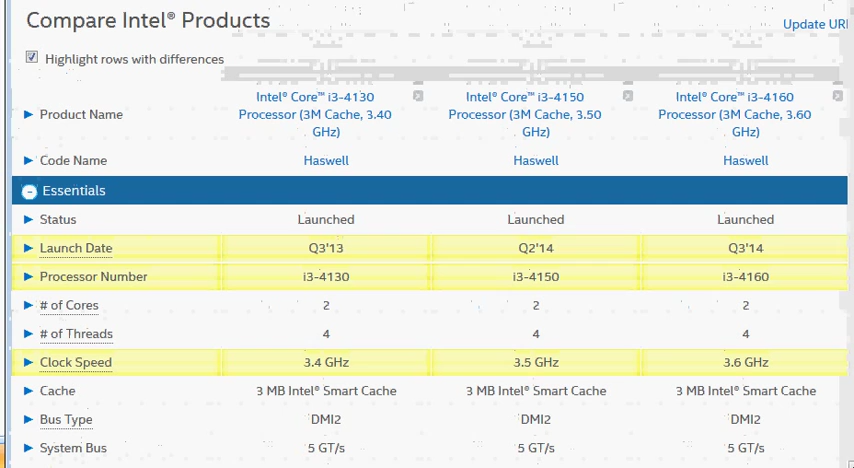 Compare Intel® Products
Update URL
Highlight rows with differences
Product Name
Intel® Core™ i3-4130 Processor (3M Cache, 3.40 GHz)
Intel® Core™ i3-4150 Processor (3M Cache, 3.50 GHz)
Intel® Core™ i3-4160 Processor (3M Cache, 3.60 GHz)
Code Name Haswell Haswell Haswell
Essentials
Status Launched Launched Launched
Launch Date Q3'13 Q2'14 Q3'14
Processor Number i3-4130 i3-4150 i3-4160
# of Cores 2 2 2
# of Threads 4 4 4
Clock Speed 3.4 GHz 3.5 GHz 3.6 GHz
Cache 3 MB Intel® Smart Cache 3 MB Intel® Smart Cache 3 MB Intel® Smart Cache
Bus Type DMI2 DMI2 DMI2
System Bus 5 GT/s 5 GT/s 5 GT/s